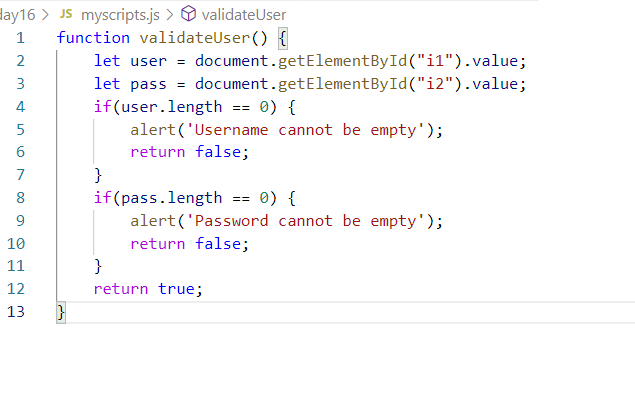 day16 > JS myscripts.js > validateUser
1 function validateUser() {
2 let user = document.getElementById("i1").value;
3 let pass = document.getElementById("i2").value;
4 if(user.length == 0) {
5 alert('Username cannot be empty');
6 return false;
7 }
8 if(pass.length == 0) {
9 alert('Password cannot be empty');
10 return false;
11 }
12 return true;
13 }